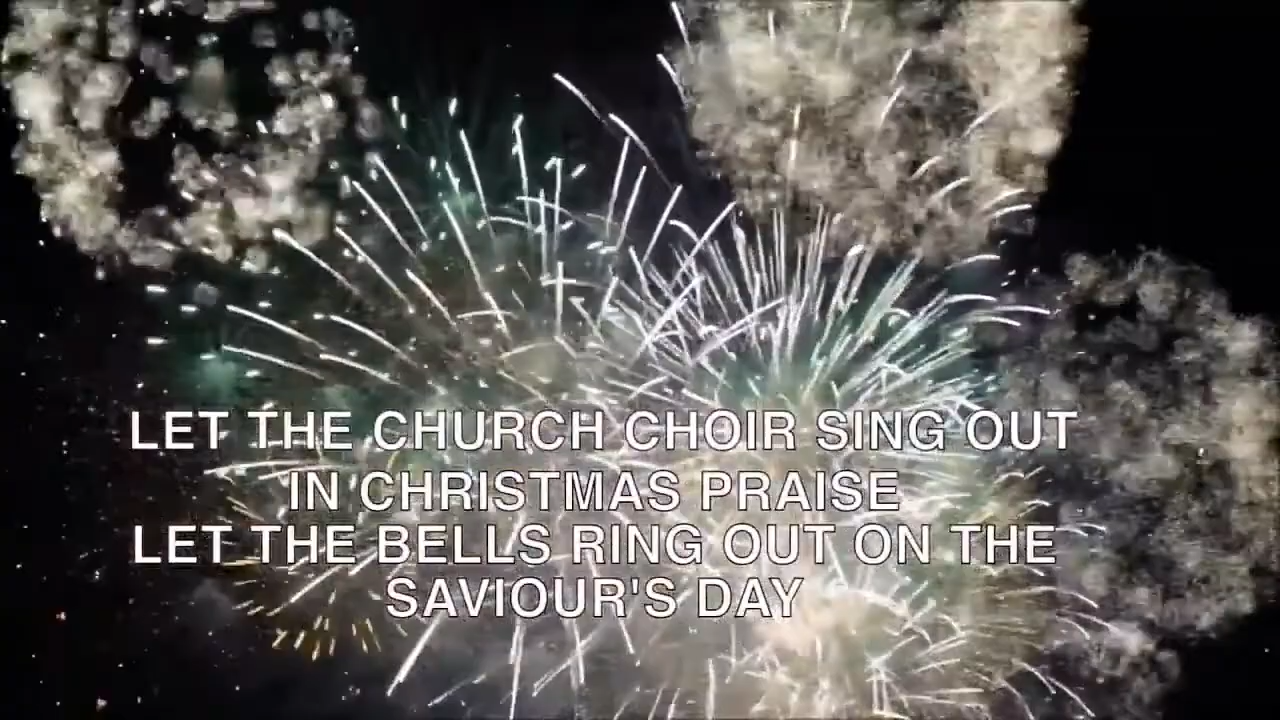 LET THE CHURCH CHOIR SING OUT
IN CHRISTMAS PRAISE
LET THE BELLS RING OUT ON THE
SAVIOUR'S DAY